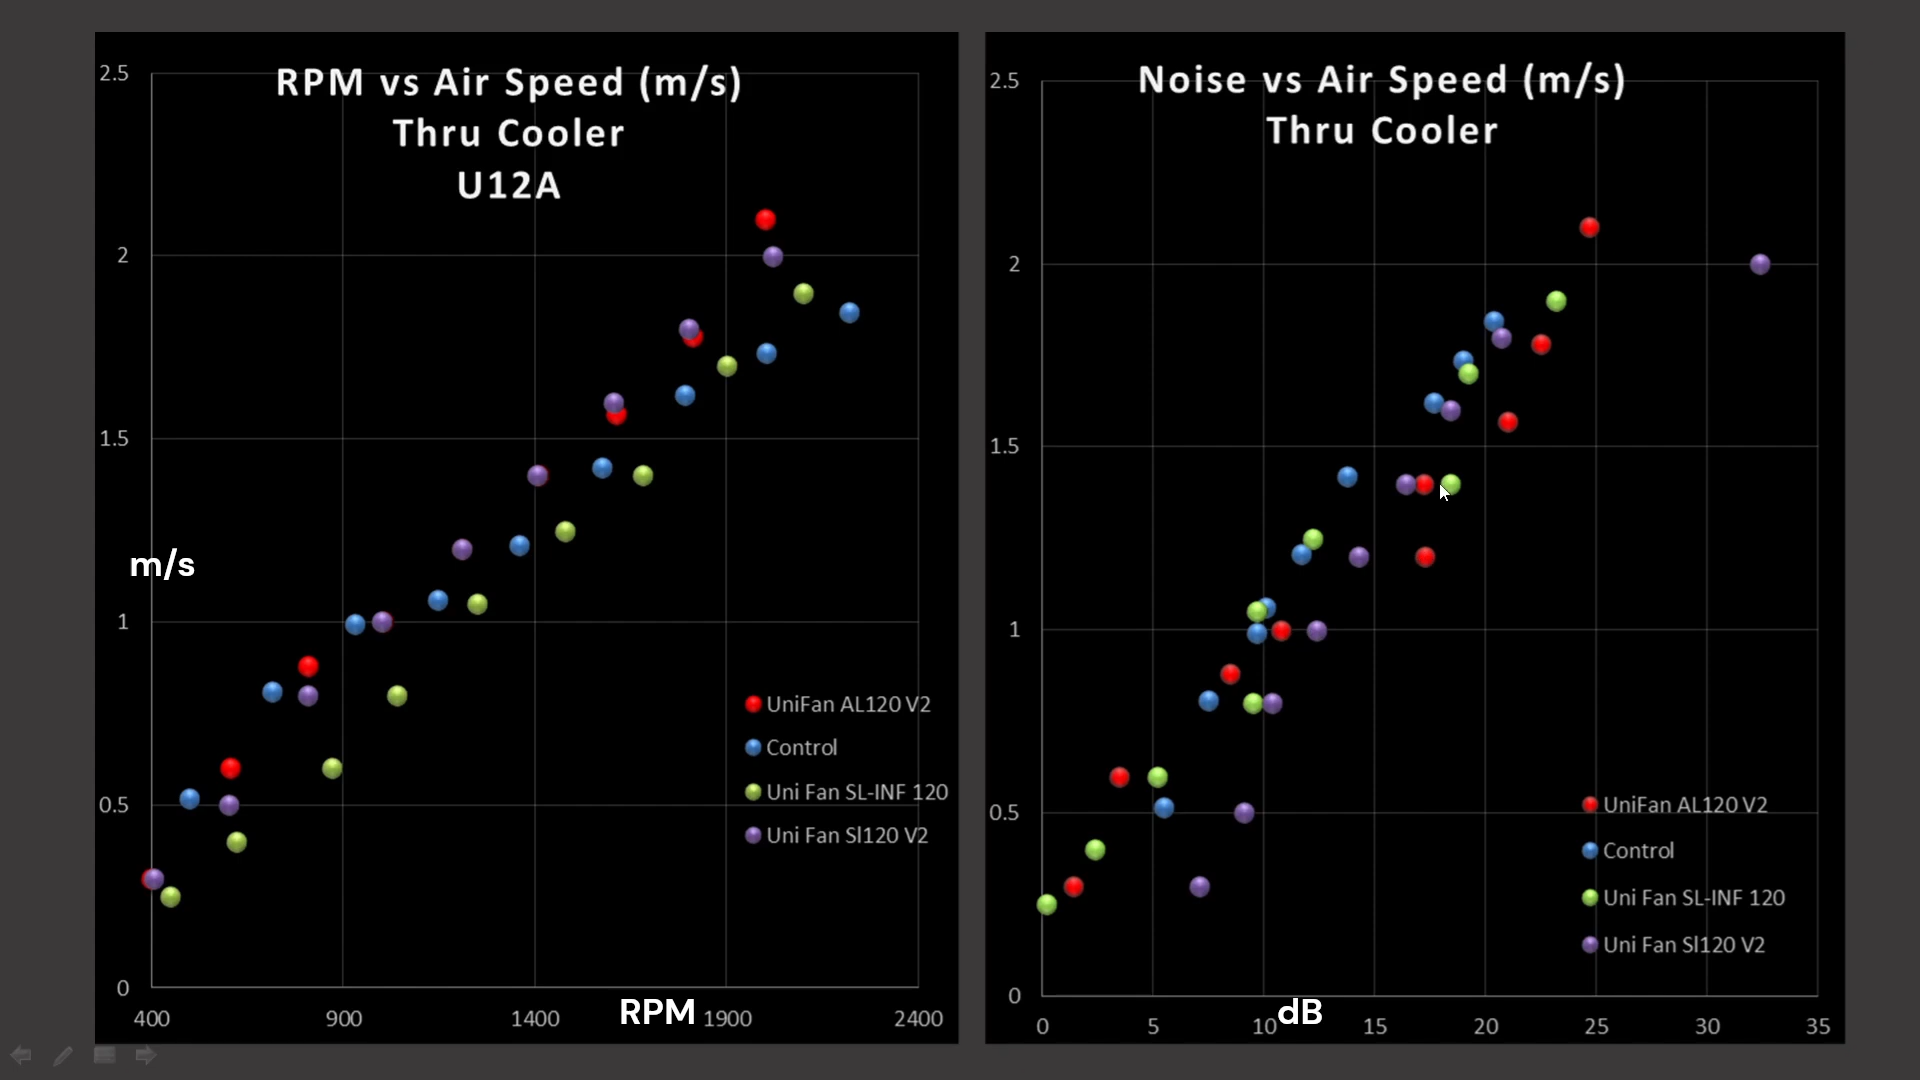 RPM vs Air Speed (m/s)
Thru Cooler
U12A
2.5
2
1.5
m/s
1
0.5
0
UniFan AL120 V2
Control
Uni Fan SL-INF 120
Uni Fan Sl120 V2
RPM
400
900
1400
1900
2400
Noise vs Air Speed (m/s)
Thru Cooler
2.5
2
1.5
1
0.5
0
UniFan AL120 V2
Control
Uni Fan SL-INF 120
Uni Fan Sl120 V2
dB
0
5
10
15
20
25
30
35